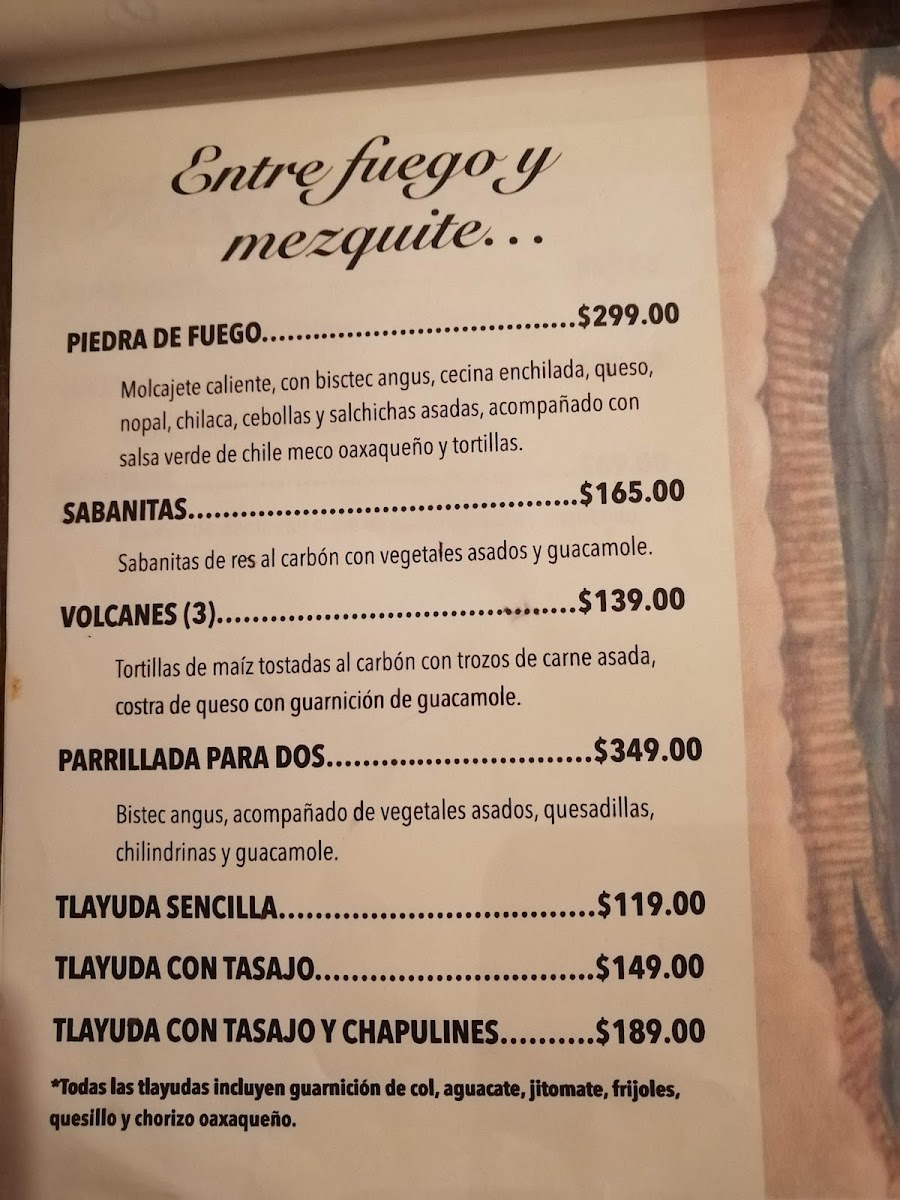 Entre fuego y
mezquite...
PIEDRA DE FUEGO....................................$299.00
Molcajete caliente, con bisctec angus, cecina enchilada, queso,
nopal, chilaca, cebollas y salchichas asadas, acompañado con
salsa verde de chile meco oaxaqueño y tortillas.
SABANITAS............................................$165.00
Sabanitas de res al carbón con vegetales asados y guacamole.
VOLCANES (3).........................................$139.00
Tortillas de maíz tostadas al carbón con trozos de carne asada,
costra de queso con guarnición de guacamole.
PARRILLADA PARA DOS..............................$349.00
Bistec angus, acompañado de vegetales asados, quesadillas,
chilindrinas y guacamole.
TLAYUDA SENCILLA....................................$119.00
TLAYUDA CON TASAJO................................$149.00
TLAYUDA CON TASAJO Y CHAPULINES..........$189.00
*Todas las tlayudas incluyen guarnición de col, aguacate, jitomate, frijoles,
quesillo y chorizo oaxaqueño.